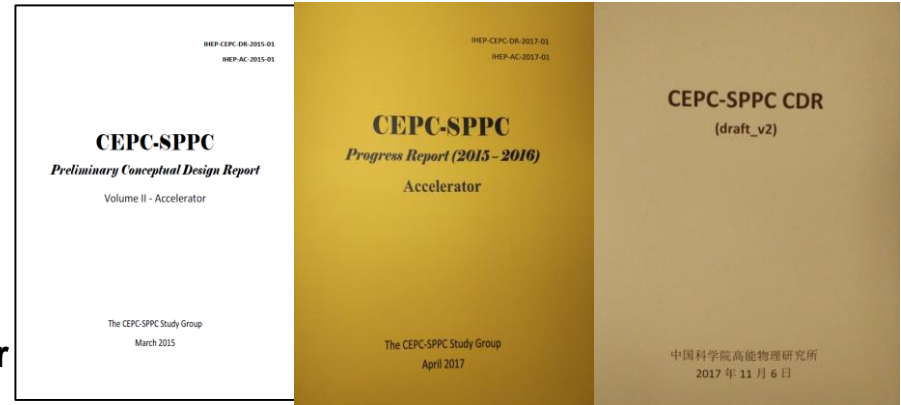 IHEP-CEPC-DR-2015-01
IHEP-AC-2015-01
CEPC-SPPC
Preliminary Conceptual Design Report
Volume II - Accelerator
The CEPC-SPPC Study Group
March 2015
r
IHEP-CEPC-DR-2017-01
IHEP-AC-2017-01
CEPC-SPPC
Progress Report (2015 – 2016)
Accelerator
The CEPC-SPPC Study Group
April 2017
CEPC-SPPC CDR
(draft_v2)
中国科学院高能物理研究所
2017 年 11 月 6 日